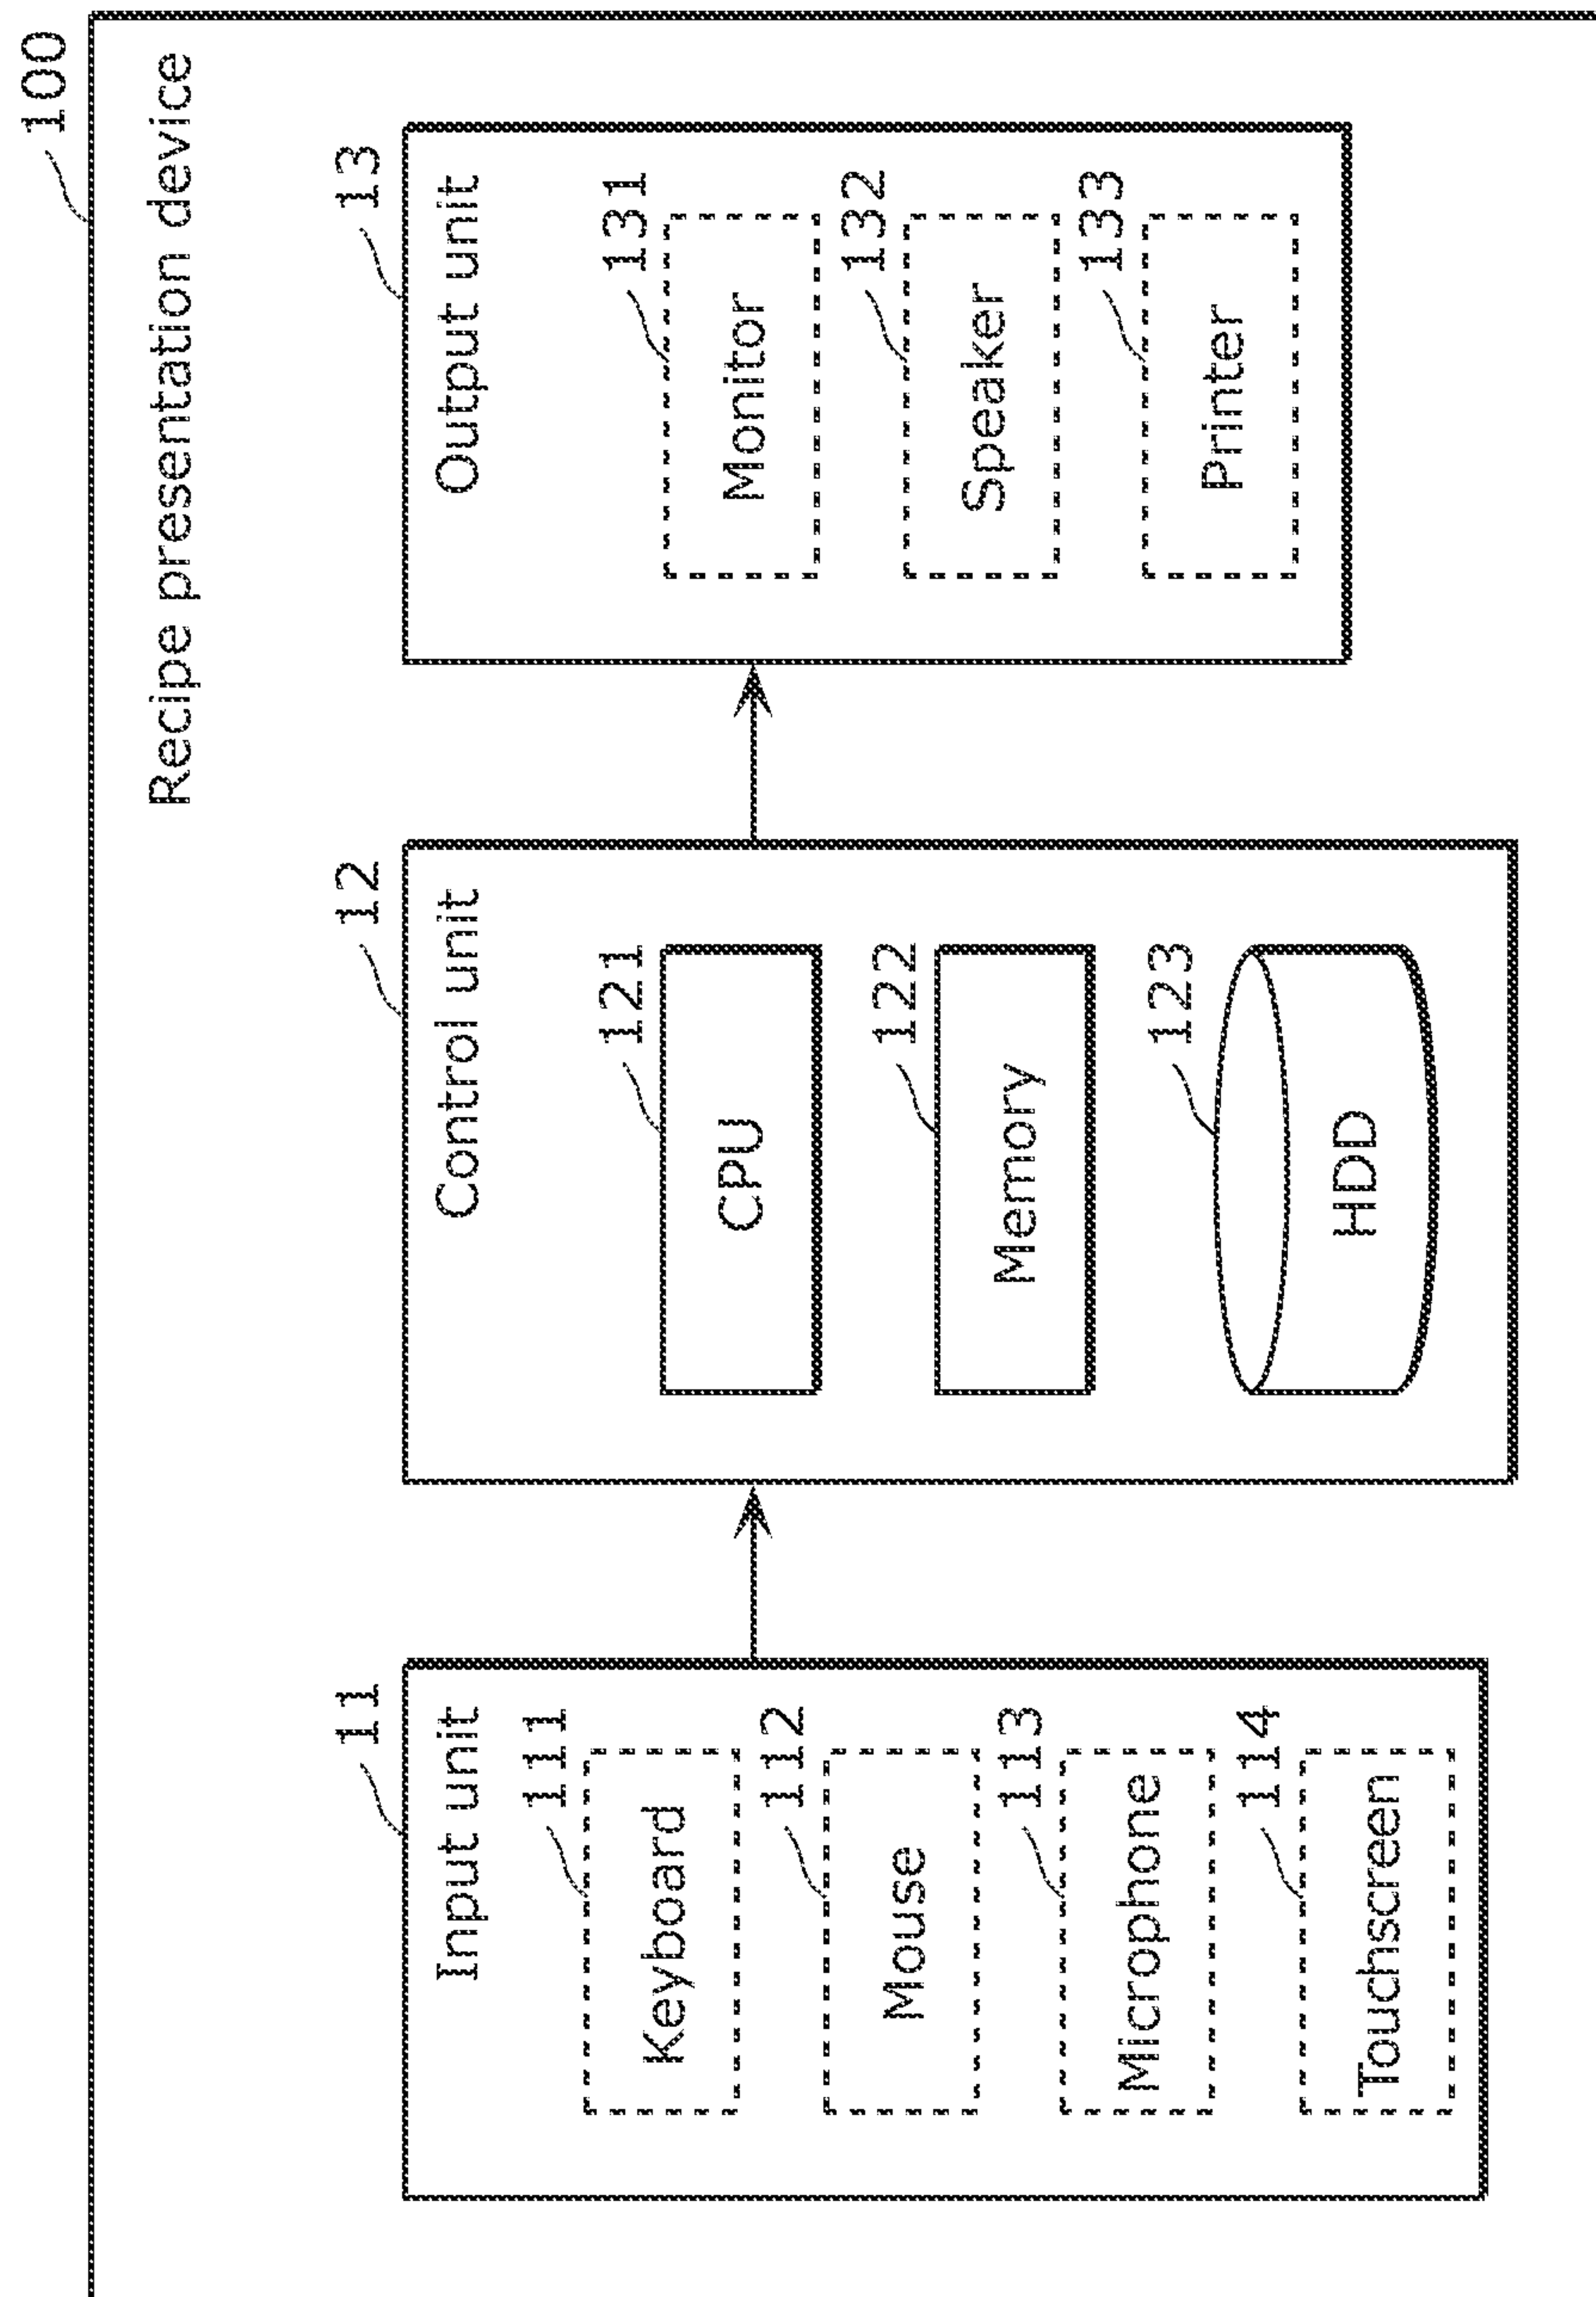 100
Recipe presentation device
11
Input unit
111
Keyboard
112
Mouse
113
Microphone
114
Touchscreen
12
Control unit
121
CPU
122
Memory
123
HDD
13
Output unit
131
Monitor
132
Speaker
133
Printer